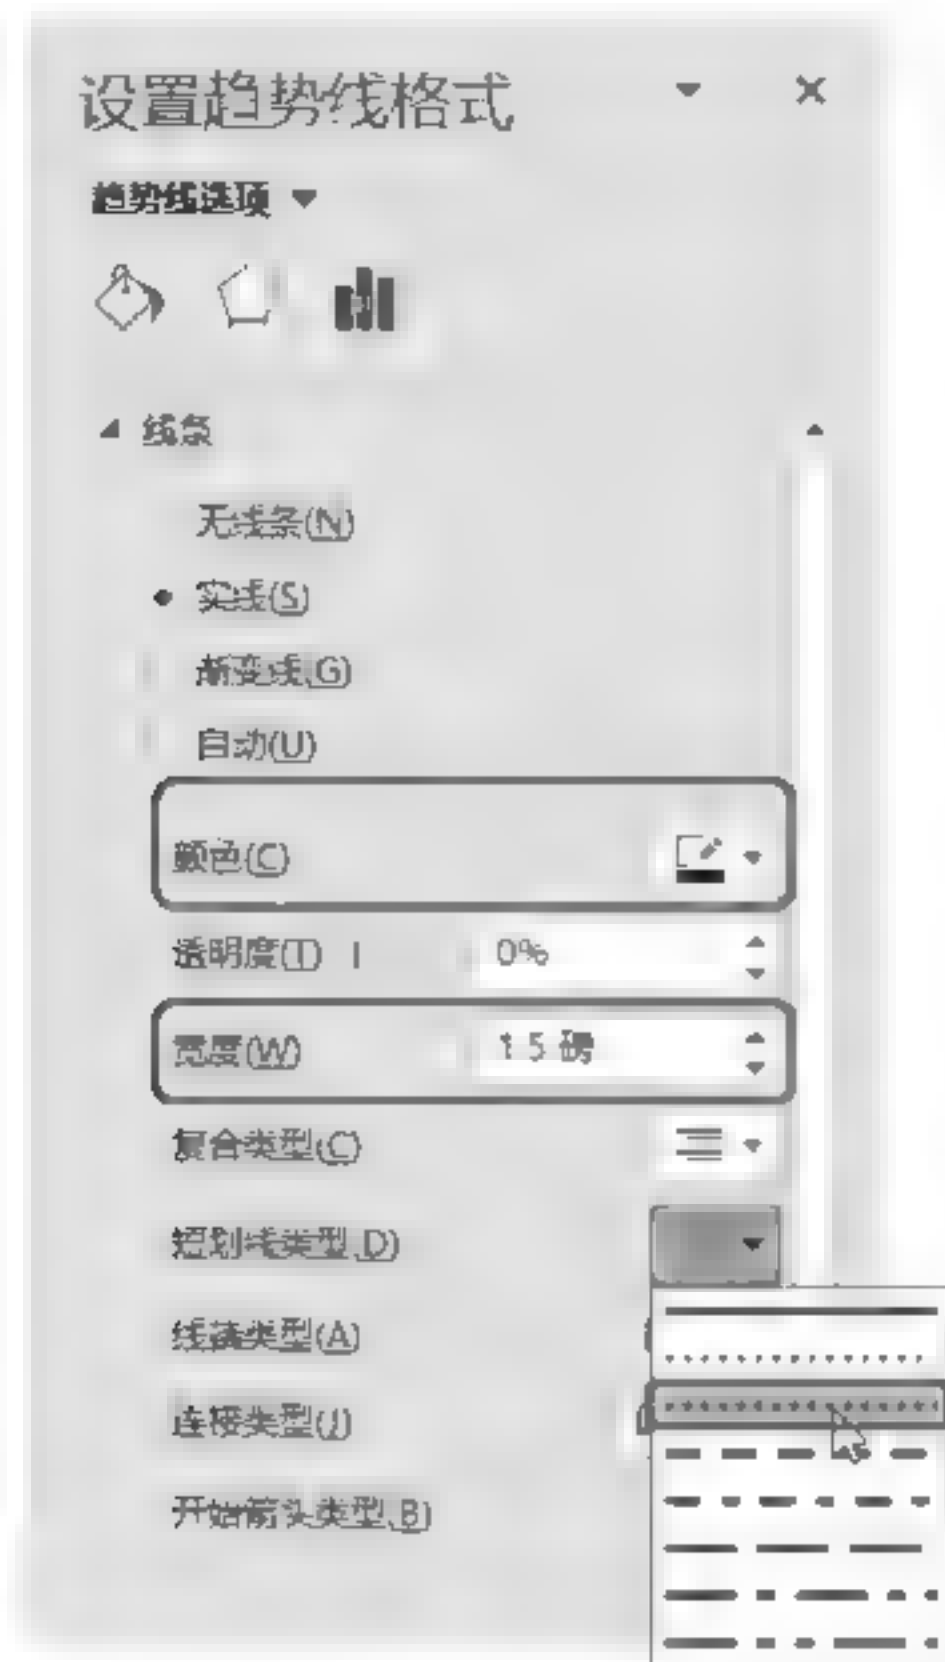 设置趋势线格式
趋势线选项
线条
无线条(N)
实线(S)
渐变线(G)
自动(U)
颜色(C)
透明度(T) 0%
宽度(W) 1.5 磅
复合类型(C)
短划线类型(D)
线端类型(A)
连接类型(J)
开始箭头类型(B)